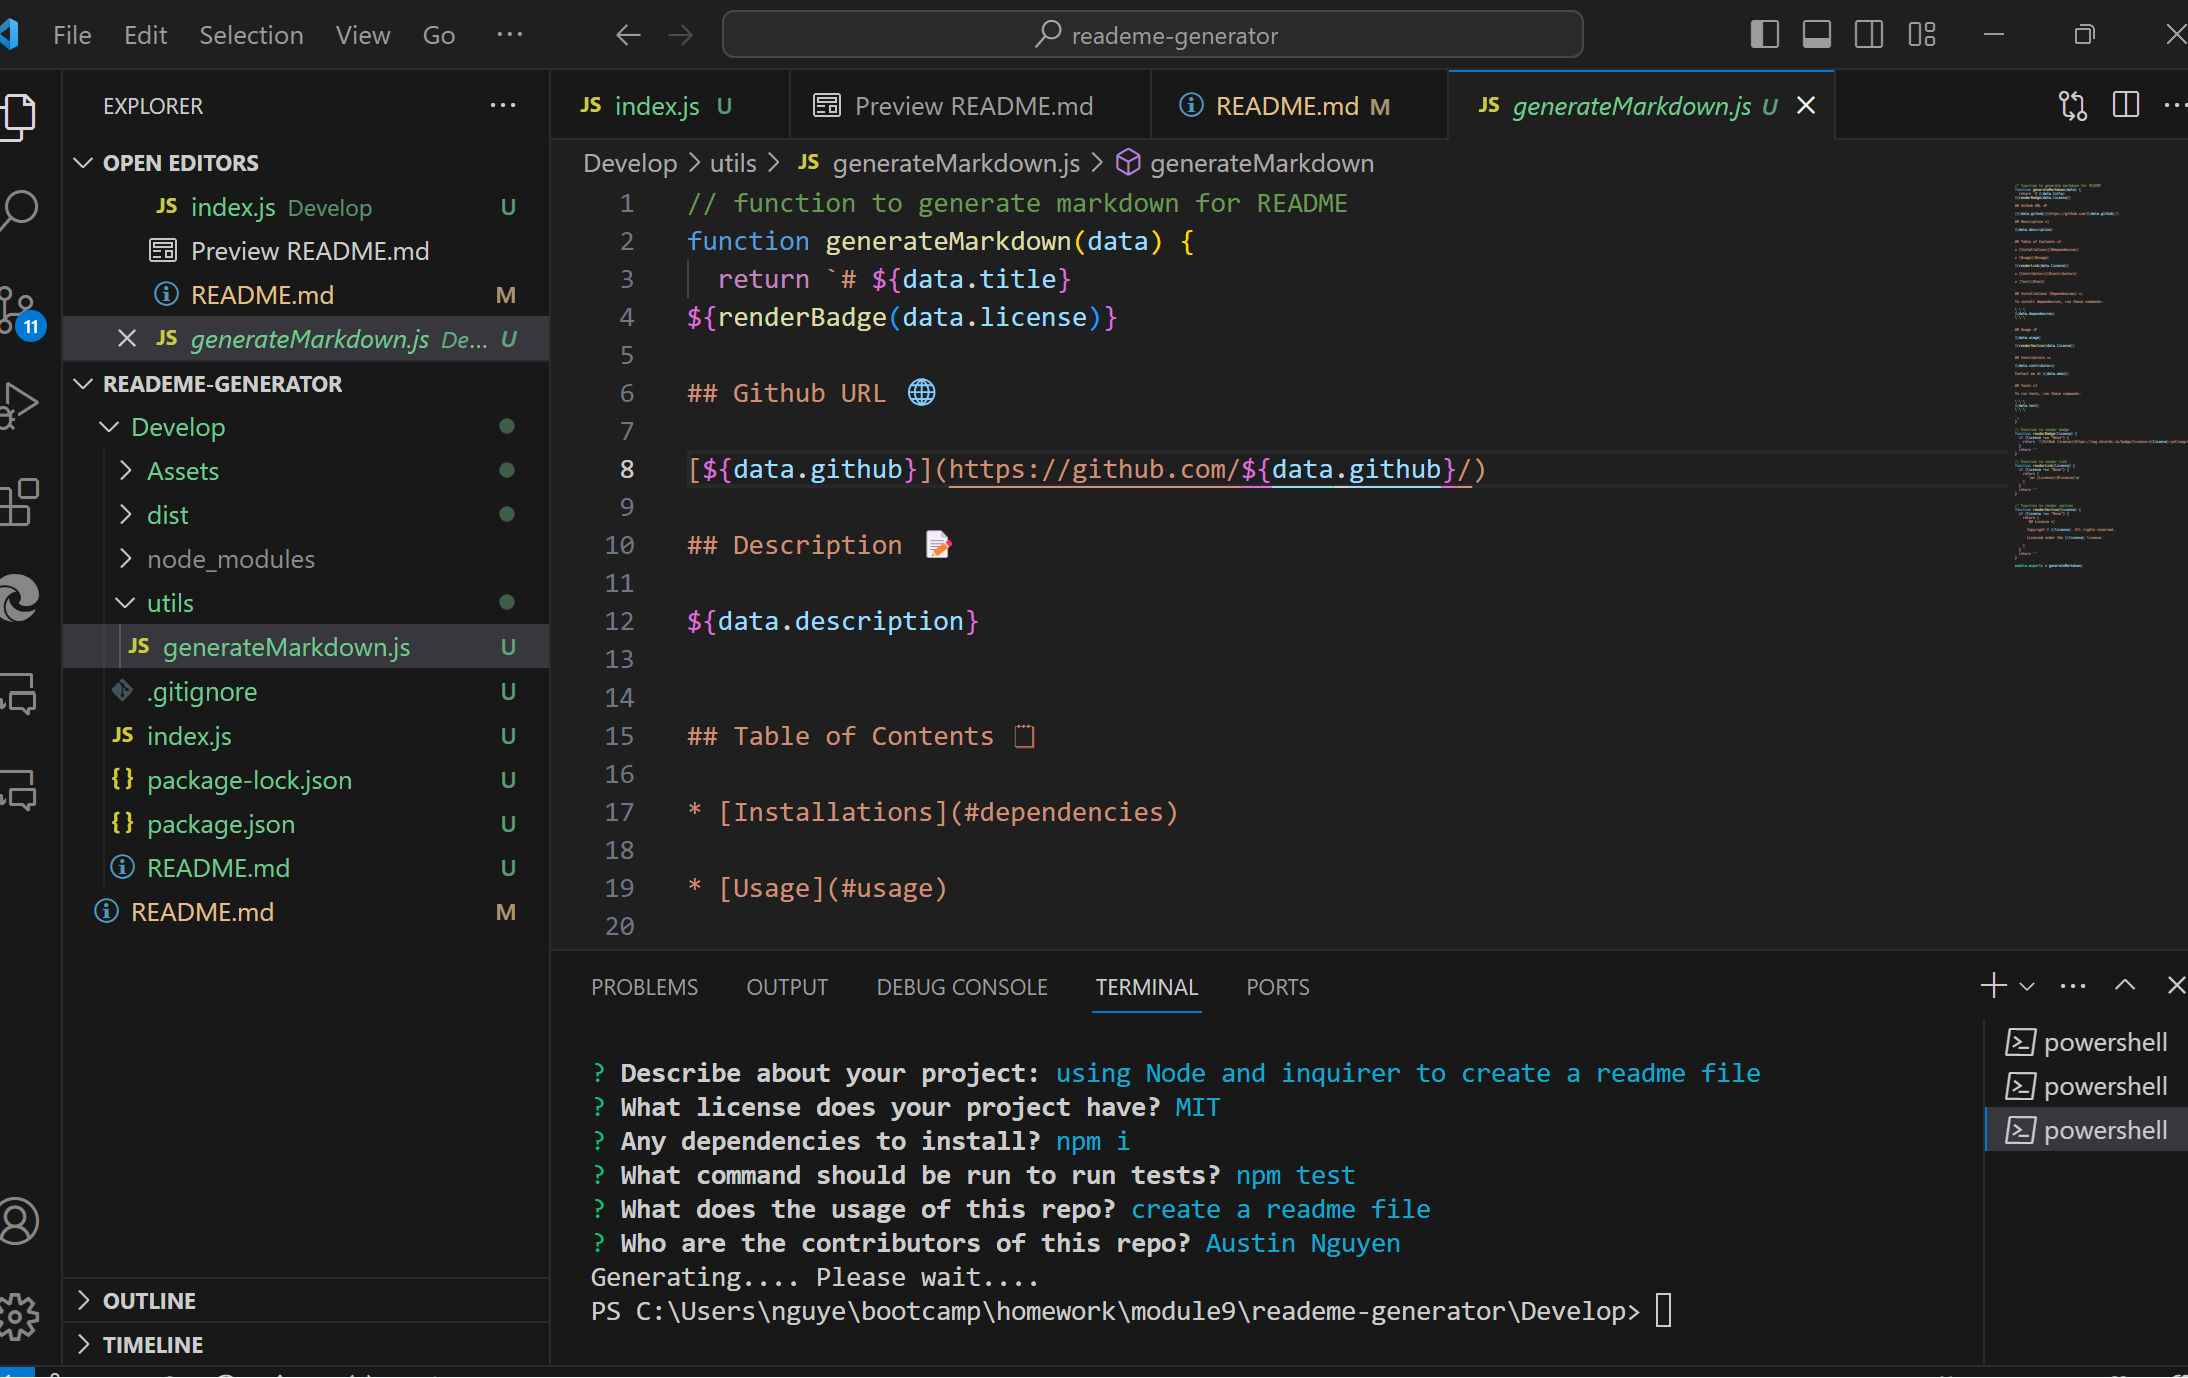 File Edit Selection View Go ··· reademe-generator
EXPLORER
OPEN EDITORS
JS index.js Develop U
Preview README.md
README.md M
JS generateMarkdown.js De... U
READEME-GENERATOR
Develop
Assets
dist
node_modules
utils
JS generateMarkdown.js U
.gitignore U
JS index.js U
{} package-lock.json U
{} package.json U
README.md U
README.md M
OUTLINE
TIMELINE
11
JS index.js U Preview README.md README.md M JS generateMarkdown.js U
Develop > utils > JS generateMarkdown.js > generateMarkdown
1 // function to generate markdown for README
2 function generateMarkdown(data) {
3 return `# ${data.title}
4 ${renderBadge(data.license)}
5
6 ## Github URL 🌐
7
8 [${data.github}](https://github.com/${data.github}/)
9
10 ## Description 📝
11
12 ${data.description}
13
14
15 ## Table of Contents 🗒
16
17 * [Installations](#dependencies)
18
19 * [Usage](#usage)
20
PROBLEMS OUTPUT DEBUG CONSOLE TERMINAL PORTS
? Describe about your project: using Node and inquirer to create a readme file
? What license does your project have? MIT
? Any dependencies to install? npm i
? What command should be run to run tests? npm test
? What does the usage of this repo? create a readme file
? Who are the contributors of this repo? Austin Nguyen
Generating.... Please wait....
PS C:\Users\nguye\bootcamp\homework\module9\reademe-generator\Develop>
powershell
powershell
powershell